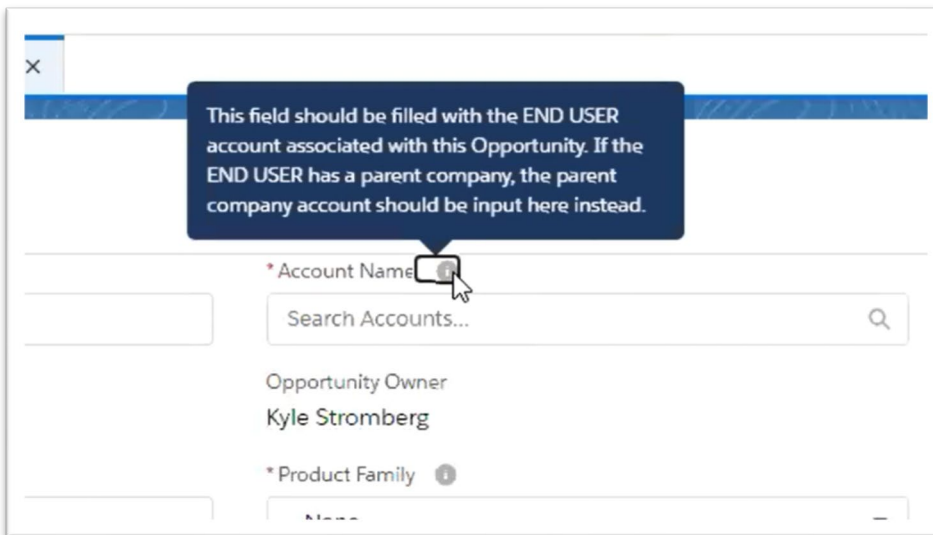 This field should be filled with the END USER
account associated with this Opportunity. If the
END USER has a parent company, the parent
company account should be input here instead.
* Account Name
Search Accounts...
Opportunity Owner
Kyle Stromberg
* Product Family